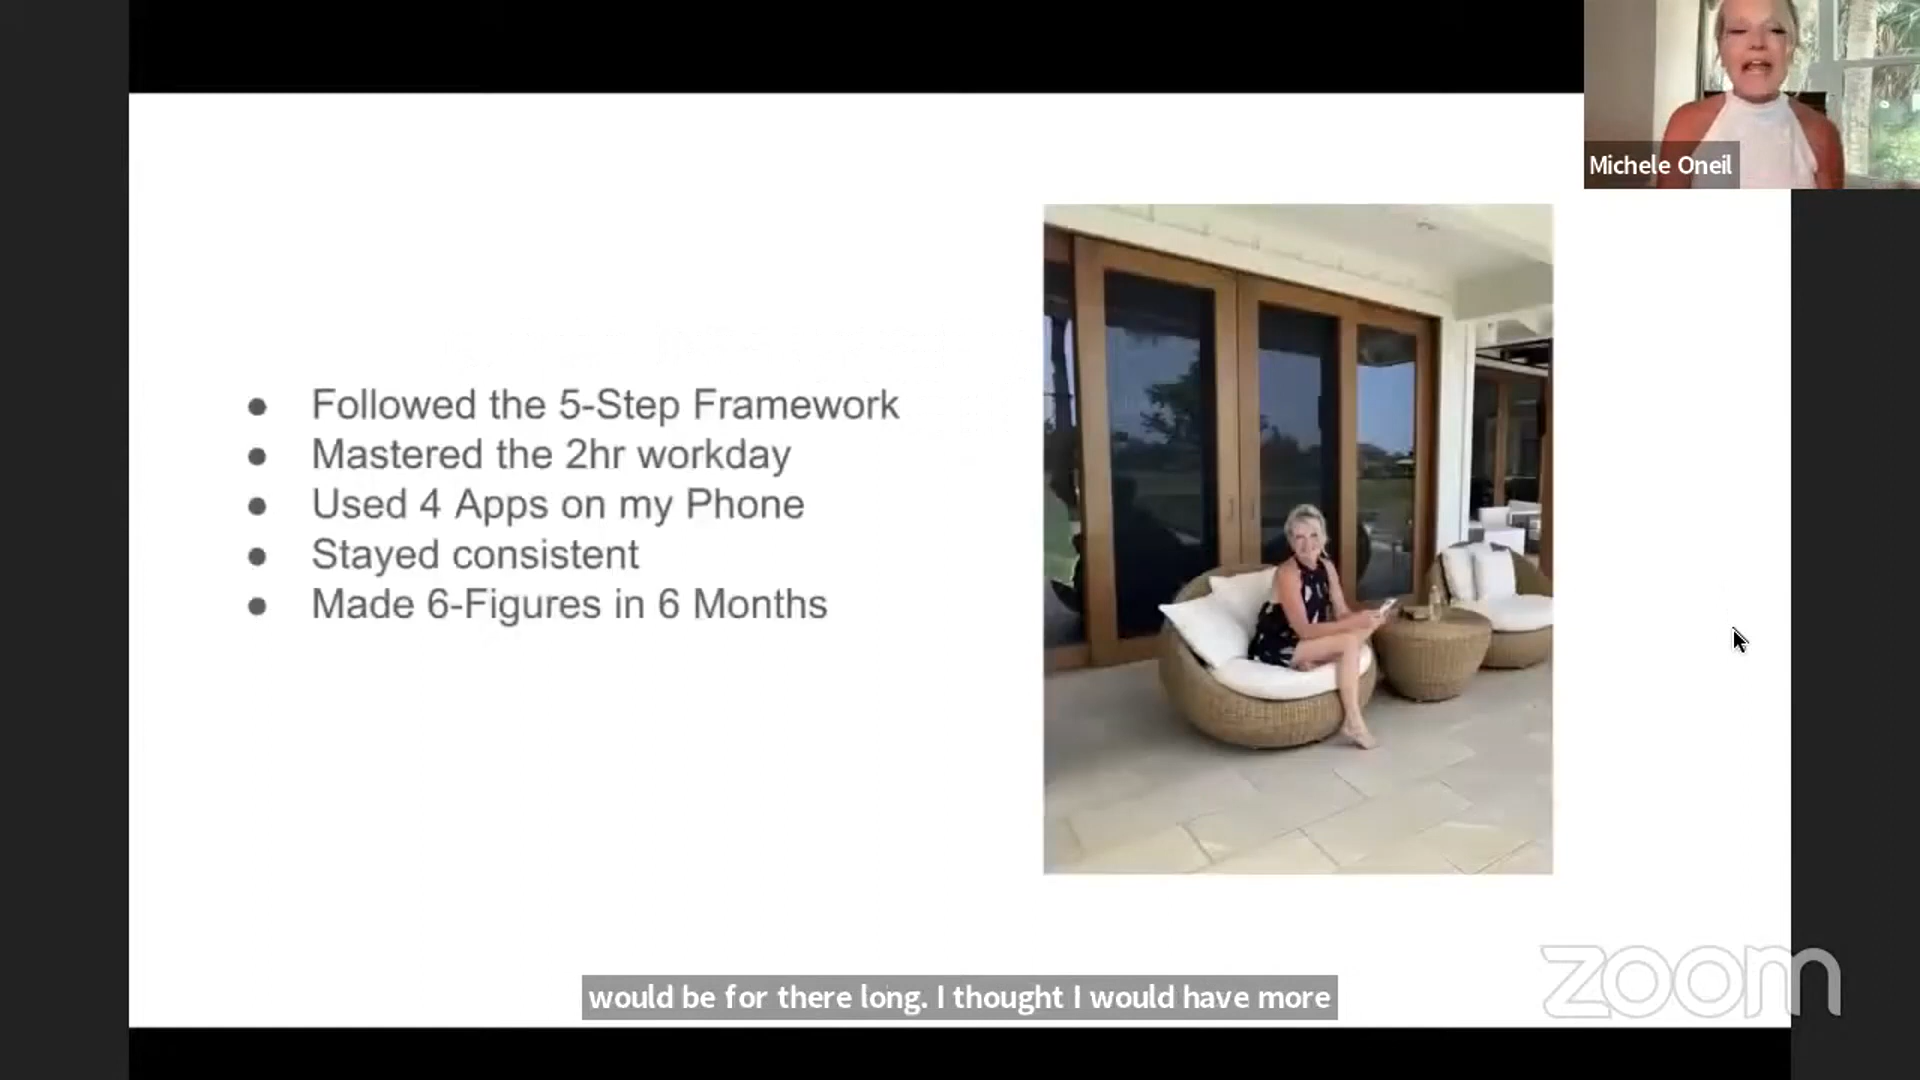 Michele Oneil
Followed the 5-Step Framework
Mastered the 2hr workday
Used 4 Apps on my Phone
Stayed consistent
Made 6-Figures in 6 Months
would be for there long. I thought I would have more
zoom